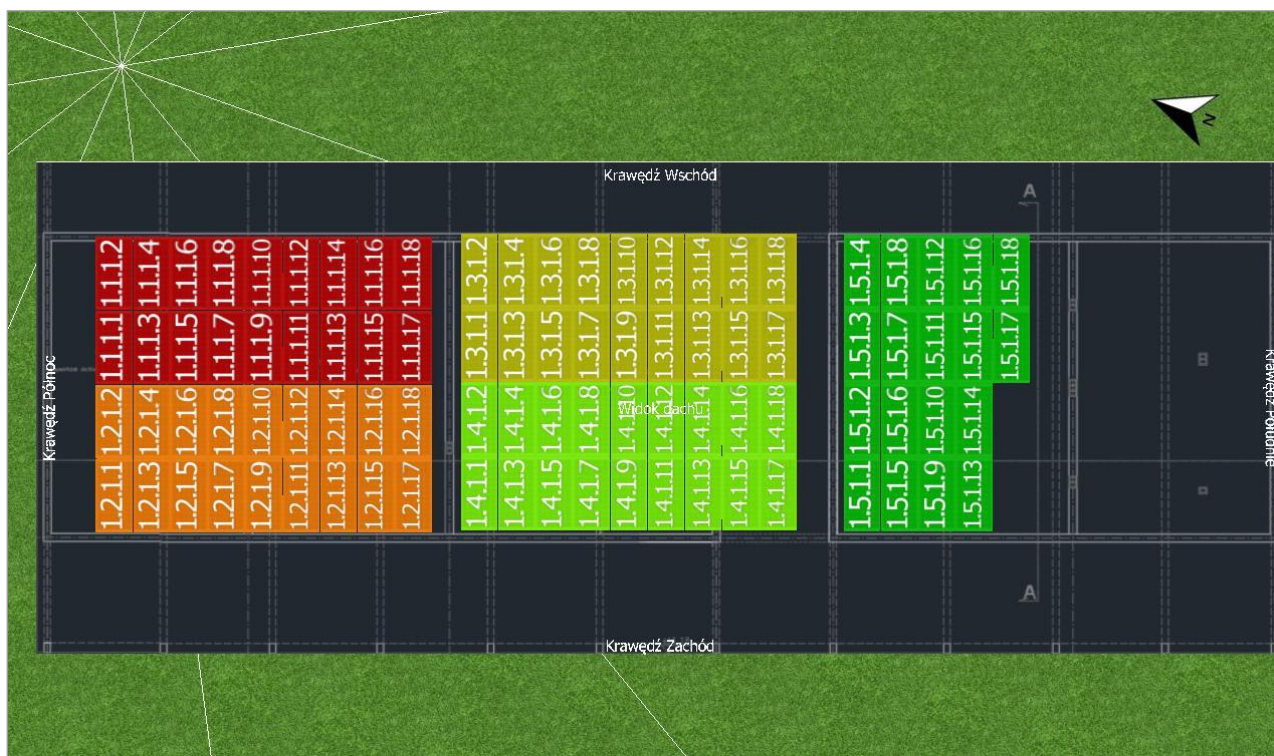 N
Krawędź Wschód
A
1.1.1.2 1.1.1.4 1.1.1.6 1.1.1.8 1.1.1.10 1.1.1.12 1.1.1.14 1.1.1.16 1.1.1.18
1.3.1.2 1.3.1.4 1.3.1.6 1.3.1.8 1.3.1.10 1.3.1.12 1.3.1.14 1.3.1.16 1.3.1.18
1.5.1.4 1.5.1.8 1.5.1.12 1.5.1.16 1.5.1.18
1.1.1.1 1.1.1.3 1.1.1.5 1.1.1.7 1.1.1.9 1.1.1.11 1.1.1.13 1.1.1.15 1.1.1.17
1.3.1.1 1.3.1.3 1.3.1.5 1.3.1.7 1.3.1.9 1.3.1.11 1.3.1.13 1.3.1.15 1.3.1.17
1.5.1.3 1.5.1.7 1.5.1.11 1.5.1.15 1.5.1.17
Krawędź Północ
1.2.1.2 1.2.1.4 1.2.1.6 1.2.1.8 1.2.1.10 1.2.1.12 1.2.1.14 1.2.1.16 1.2.1.18
1.4.1.2 1.4.1.4 1.4.1.6 1.4.1.8 1.4.1.10 1.4.1.12 1.4.1.14 1.4.1.16 1.4.1.18
Widok dachu
1.5.1.2 1.5.1.6 1.5.1.10 1.5.1.14
Krawędź Południe
1.2.1.1 1.2.1.3 1.2.1.5 1.2.1.7 1.2.1.9 1.2.1.11 1.2.1.13 1.2.1.15 1.2.1.17
1.4.1.1 1.4.1.3 1.4.1.5 1.4.1.7 1.4.1.9 1.4.1.11 1.4.1.13 1.4.1.15 1.4.1.17
1.5.1.1 1.5.1.5 1.5.1.9 1.5.1.13
A
Krawędź Zachód